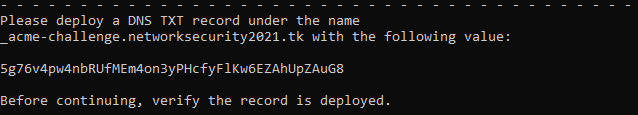 - - - - - - - - - - - - - - - - - - - - - - - - - - - - - - - - - - - - - - - -
Please deploy a DNS TXT record under the name
_acme-challenge.networksecurity2021.tk with the following value:
5g76v4pw4nbRUfMEm4on3yPHcfyFlKw6EZAhUpZAuG8
Before continuing, verify the record is deployed.